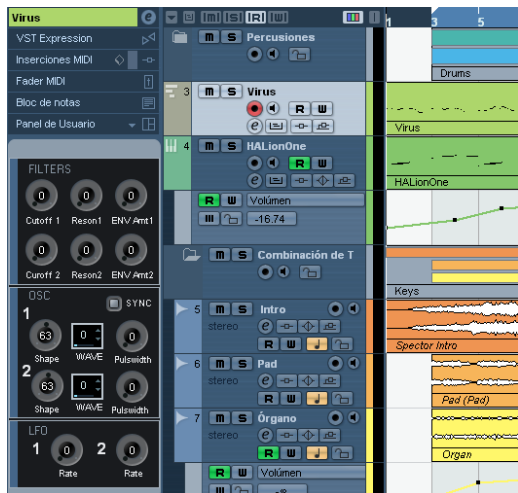 Virus
VST Expression
Inserciones MIDI
Fader MIDI
Bloc de notas
Panel de Usuario
FILTERS
0 0 0
Cutoff 1 Reson1 ENV Amt1
0 0 0
Curoff 2 Reson2 ENV Amt2
OSC
SYNC
1
63 0 0
Shape WAVE Pulswidth
2
63 0 0
Shape WAVE Pulswidth
LFO
1 0 2 0
Rate Rate
e
M S R W
m S Percusiones
3 m S Virus
R W
e
4 m S HALionOne
R W
e
R W Volúmen
-16.74
m S Combinación de T
5 m S Intro
stereo e
R W
6 m S Pad
stereo e
R W
7 m S Órgano
stereo e
R W
R W Volúmen
1 3 5
Drums
Virus
HALionOne
Keys
Spector Intro
Pad (Pad)
Organ